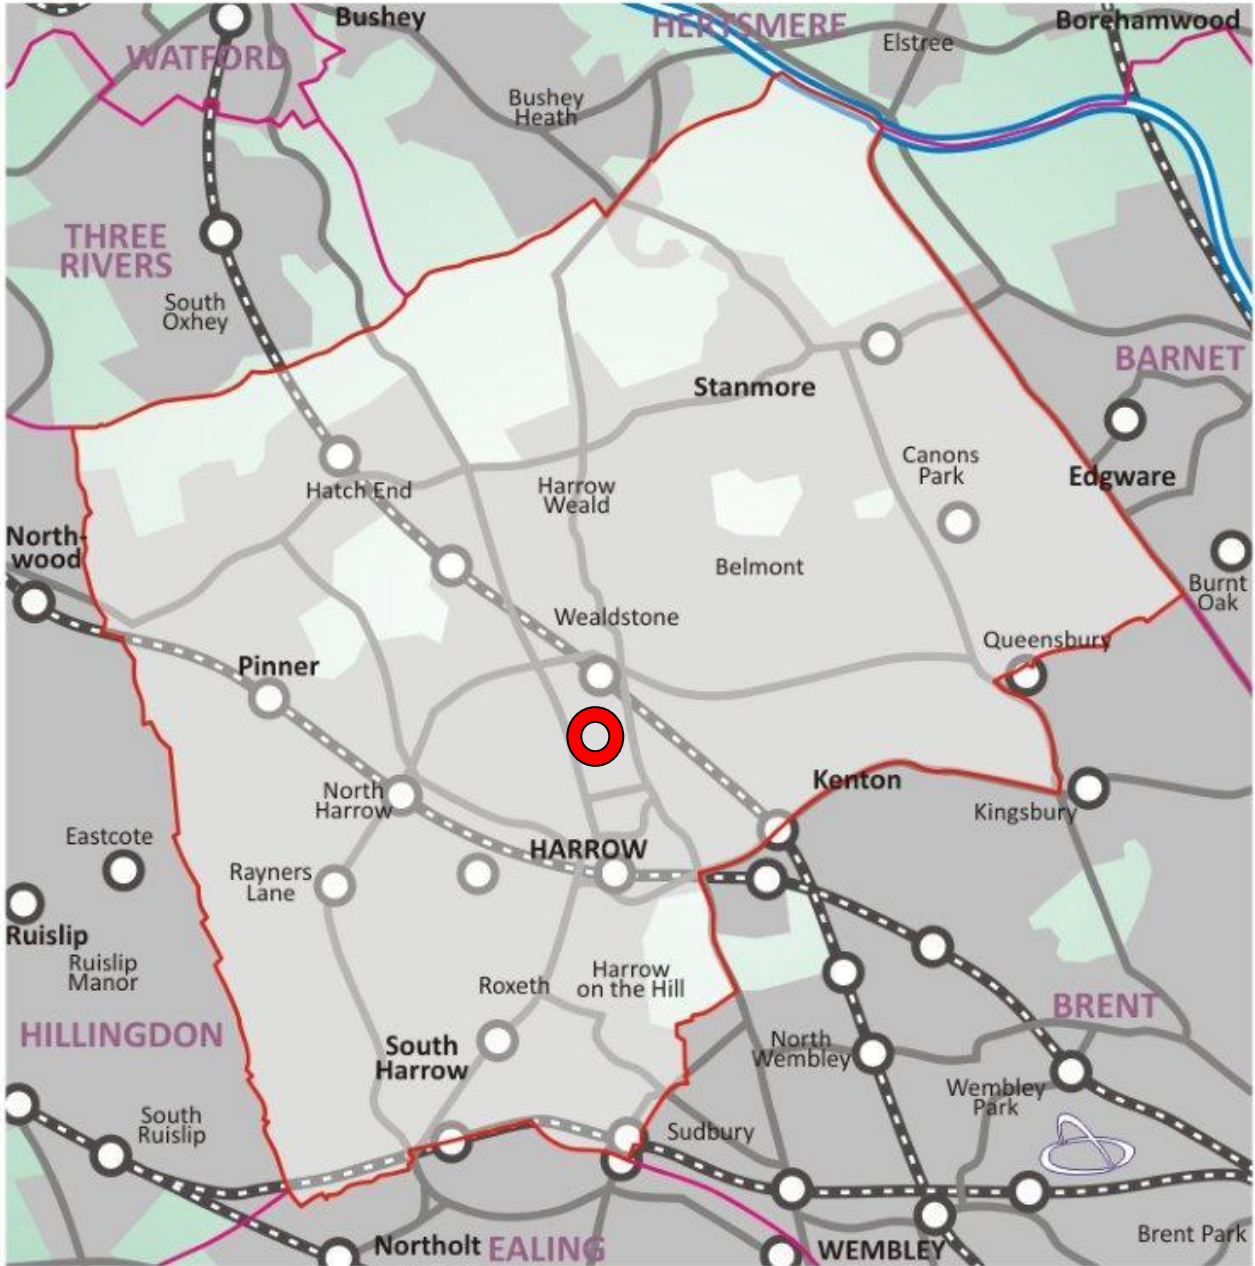 Bushey
HERTSMERE
Borehamwood
WATFORD
Elstree
Bushey
Heath
THREE
RIVERS
South
Oxhey
BARNET
Stanmore
Canons
Park
Edgware
Hatch End
Harrow
Weald
North-
wood
Belmont
Burnt
Oak
Wealdstone
Queensbury
Pinner
Kenton
North
Harrow
Kingsbury
Eastcote
HARROW
Rayners
Lane
Ruislip
Ruislip
Manor
Harrow
on the Hill
Roxeth
BRENT
HILLINGDON
South
Harrow
North
Wembley
Wembley
Park
South
Ruislip
Sudbury
Brent Park
Northolt
EALING
WEMBLEY